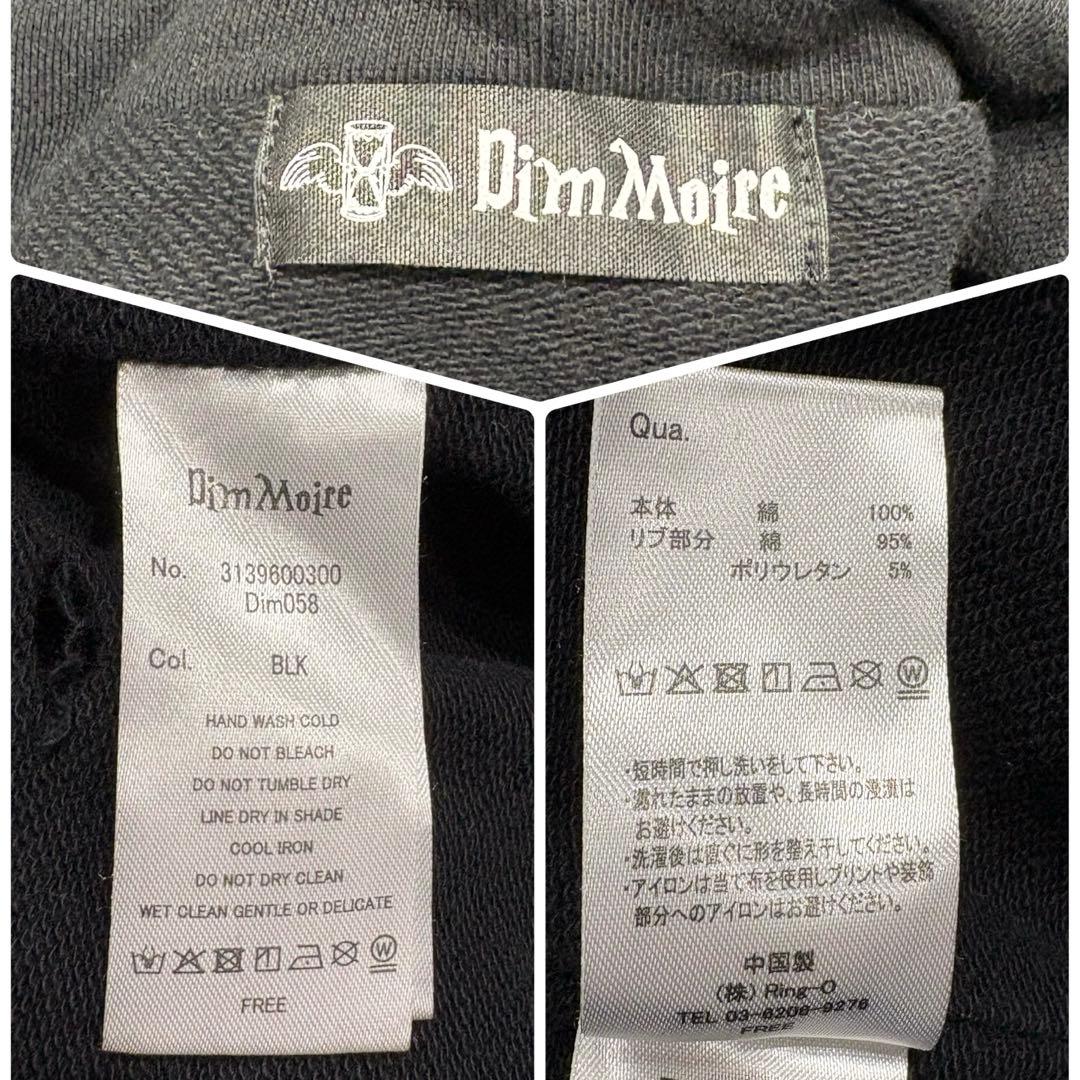 DimMoire
DimMoire
No. 3139600300
Dim058
Col. BLK
HAND WASH COLD
DO NOT BLEACH
DO NOT TUMBLE DRY
LINE DRY IN SHADE
COOL IRON
DO NOT DRY CLEAN
WET CLEAN GENTLE OR DELICATE
W
FREE
Qua.
本体 綿 100%
リブ部分 綿 95%
ポリウレタン 5%
W
・短時間で押し洗いをして下さい。
・濡れたままの放置や、長時間の浸漬は
お避けください。
・洗濯後は直ぐに形を整え干してください。
・アイロンは当て布を使用しプリントや装飾
部分へのアイロンはお避けください。
中国製
(株) Ring-O
TEL 03-6206-9276
FREE